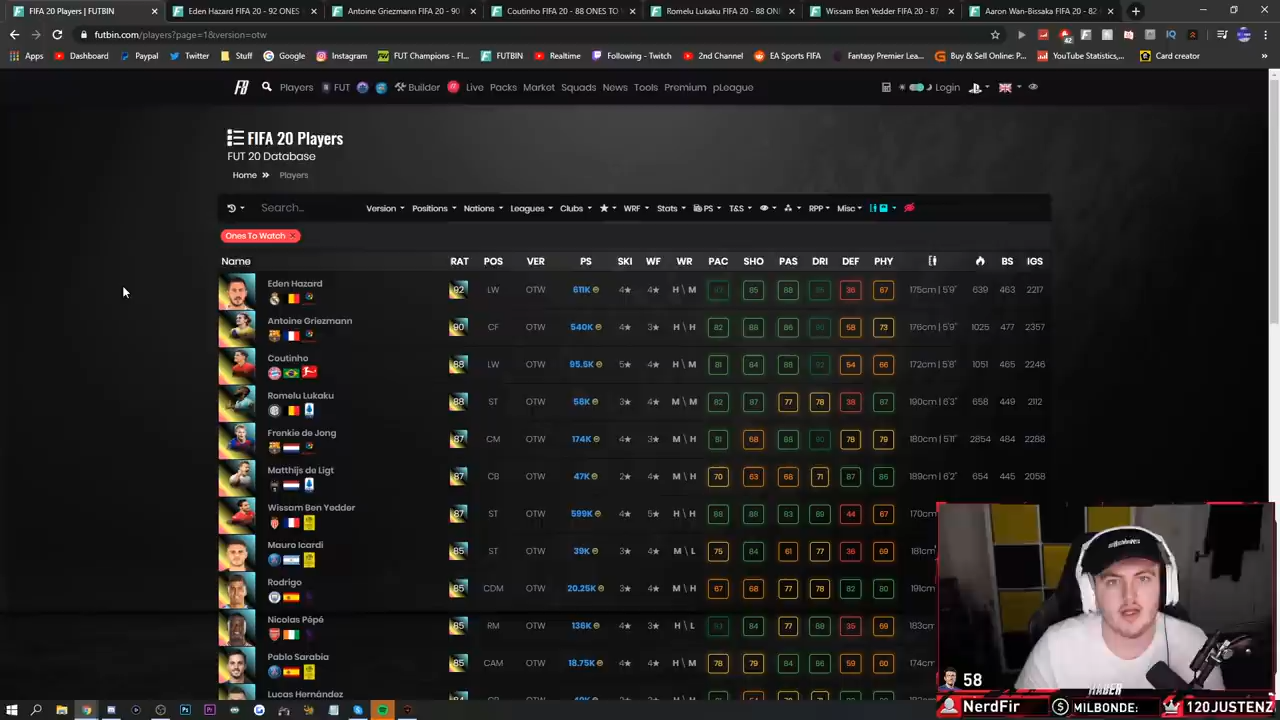 FIFA 20 Players | FUTBIN
Eden Hazard FIFA 20 - 92 ONES
Antoine Griezmann FIFA 20 - 90
Coutinho FIFA 20 - 88 ONES TO
Romelu Lukaku FIFA 20 - 88 ONE
Wissam Ben Yedder FIFA 20 - 87
Aaron Wan-Bissaka FIFA 20 - 82
futbin.com/players?page=1&version=otw
Apps Dashboard Paypal Twitter Stuff Google Instagram FUT Champions - Fl... FUTBIN Realtime Following - Twitch 2nd Channel EA Sports FIFA Fantasy Premier Lea... Buy & Sell Online: P... YouTube Statistics,... Card creator
Players FUT Builder Live Packs Market Squads News Tools Premium pLeague Login
FIFA 20 Players
FUT 20 Database
Home » Players
Search... Version Positions Nations Leagues Clubs WRF Stats PS T&S RPP Misc
Ones To Watch ×
Name RAT POS VER PS SKI WF WR PAC SHO PAS DRI DEF PHY BS IGS
Eden Hazard 92 LW OTW 611K 4★ 4★ H \ M 85 88 36 67 175cm | 5'9" 639 463 2217
Antoine Griezmann 90 CF OTW 540K 4★ 3★ H \ H 82 88 86 90 58 73 176cm | 5'9" 1025 477 2357
Coutinho 88 LW OTW 95.5K 5★ 4★ H \ M 81 84 88 92 54 66 172cm | 5'8" 1051 465 2246
Romelu Lukaku 88 ST OTW 58K 3★ 4★ M \ M 82 87 77 78 38 87 190cm | 6'3" 658 449 2112
Frenkie de Jong 87 CM OTW 174K 4★ 3★ M \ H 81 68 88 90 78 79 180cm | 5'11" 2854 484 2288
Matthijs de Ligt 87 CB OTW 47K 2★ 4★ M \ H 70 63 68 71 87 86 189cm | 6'2" 654 445 2058
Wissam Ben Yedder 87 ST OTW 599K 4★ 5★ H \ M 88 88 83 89 44 67 170cm
Mauro Icardi 85 ST OTW 39K 3★ 4★ M \ L 75 84 61 77 36 69 181cm
Rodrigo 85 CDM OTW 20.25K 3★ 4★ M \ H 67 68 77 78 82 80 191cm
Nicolas Pépé 85 RM OTW 136K 4★ 3★ H \ L 93 84 77 88 35 69 183cm
Pablo Sarabia 85 CAM OTW 18.75K 4★ 3★ H \ M 78 79 84 86 59 60 174cm
Lucas Hernández
58
NerdFir MILBONDE: 120JUSTENZ